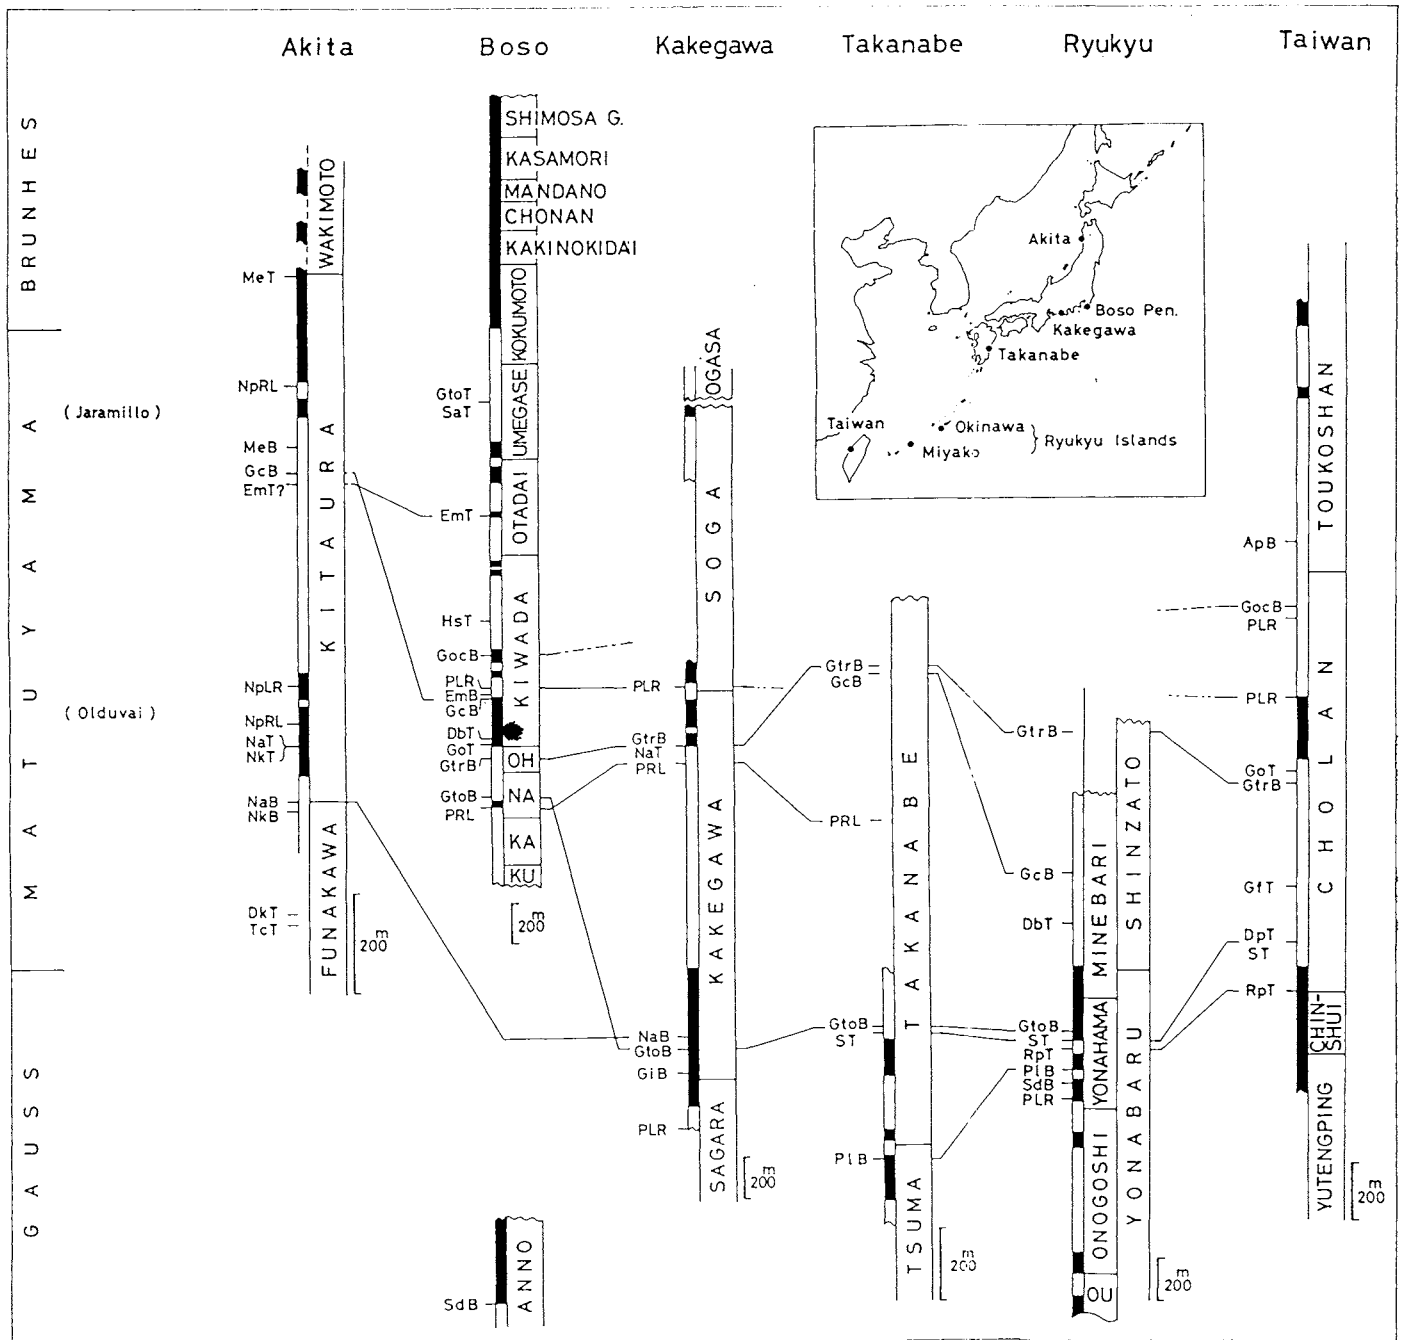 Akita
Boso
Kakegawa
Takanabe
Ryukyu
Taiwan
BRUNHES
MATUYAMA
GAUSS
(Jaramillo)
(Olduvai)
MeT
NpRL
MeB
GcB
EmT?
NpLR
NpRL
NaT
NkT
NaB
NkB
DkT
TcT
WAKIMOTO
KITAURA
FUNAKAWA
m
200
SHIMOSA G.
KASAMORI
MANDANO
CHONAN
KAKINOKIDAI
KOKUMOTO
UMEGASE
OTADAI
KIWADA
OH
NA
KA
KU
ANNO
GtoT
SaT
EmT
HsT
GocB
PLR
EmB
GcB
DbT
GoT
GtrB
GtoB
PRL
SdB
m
200
OGASA
SOGA
KAKEGAWA
SAGARA
PLR
GtrB
NaT
PRL
NaB
GtoB
GiB
PLR
m
200
GtrB
GcB
PRL
GtoB
ST
PlB
TAKANABE
TSUMA
m
200
GtrB
GcB
DbT
GtoB
ST
RpT
PlB
SdB
PLR
MINEBARI
YONAHAMA
ONOGOSHI
OU
SHINZATO
YONABARU
m
200
ApB
GocB
PLR
PLR
GoT
GtrB
GfT
DpT
ST
RpT
TOUKOSHAN
CHOLAN
CHIN-
SHUI
YUTENGPING
m
200
Akita
Boso Pen.
Kakegawa
Takanabe
Taiwan
Okinawa
Miyako
Ryukyu Islands